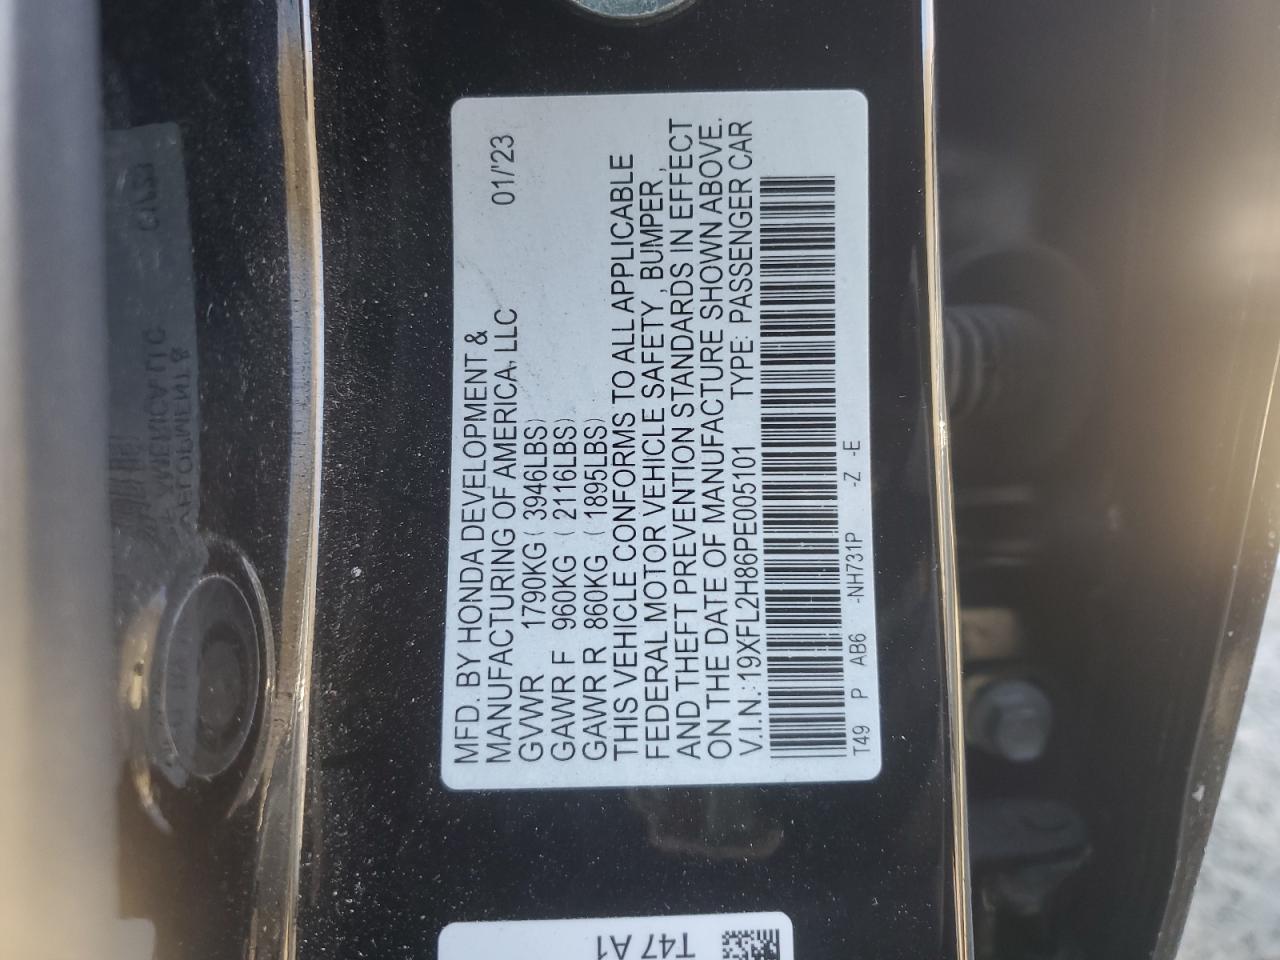 MFD. BY HONDA DEVELOPMENT &
MANUFACTURING OF AMERICA, LLC 01/'23
GVWR 1790KG ( 3946LBS)
GAWR F 960KG ( 2116LBS)
GAWR R 860KG ( 1895LBS)
THIS VEHICLE CONFORMS TO ALL APPLICABLE
FEDERAL MOTOR VEHICLE SAFETY , BUMPER ,
AND THEFT PREVENTION STANDARDS IN EFFECT
ON THE DATE OF MANUFACTURE SHOWN ABOVE.
V.I.N.:19XFL2H86PE005101 TYPE: PASSENGER CAR
T49 P AB6 -NH731P -Z -E
T47 A1